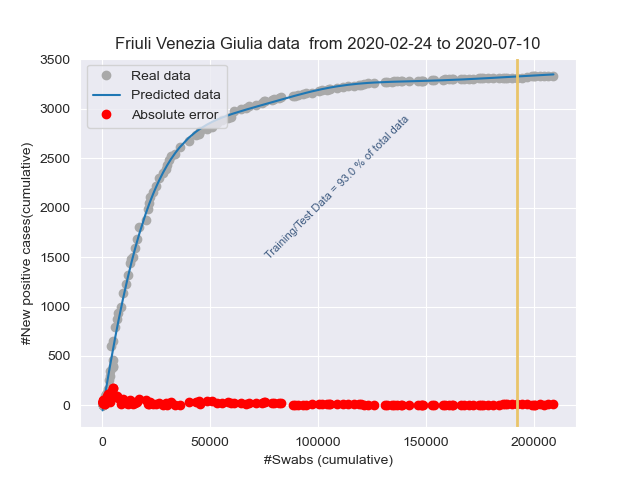 Friuli Venezia Giulia data  from 2020-02-24 to 2020-07-10
Real data
Predicted data
Absolute error
Training/Test Data = 93.0 % of total data
#New positive cases(cumulative)
3500
3000
2500
2000
1500
1000
500
0
0
50000
100000
150000
200000
#Swabs (cumulative)